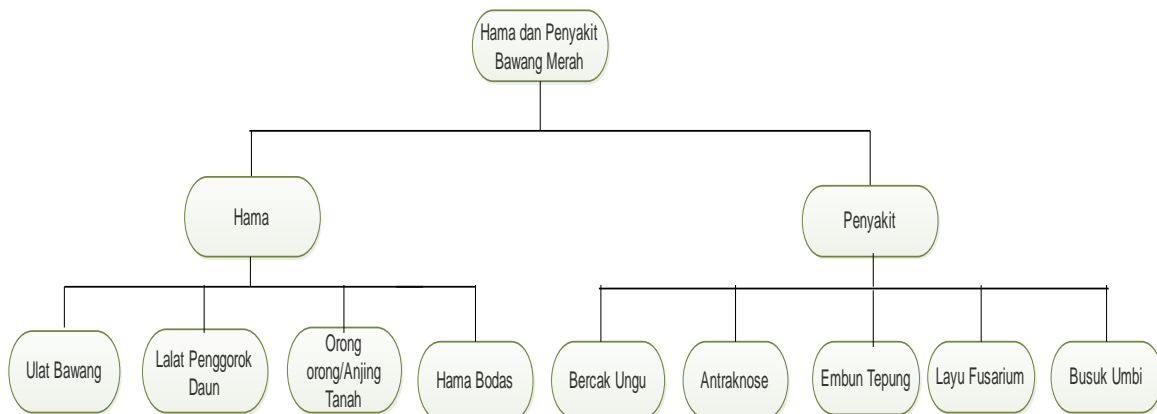 Hama dan Penyakit
Bawang Merah
Hama
Penyakit
Ulat Bawang
Lalat Penggorok
Daun
Orong
orong/Anjing
Tanah
Hama Bodas
Bercak Ungu
Antraknose
Embun Tepung
Layu Fusarium
Busuk Umbi